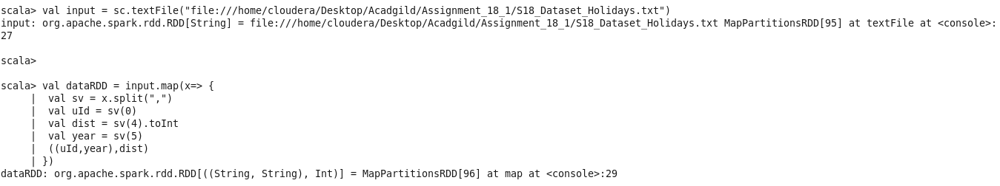 scala> val input = sc.textFile("file:///home/cloudera/Desktop/Acadgild/Assignment_18_1/S18_Dataset_Holidays.txt")
input: org.apache.spark.rdd.RDD[String] = file:///home/cloudera/Desktop/Acadgild/Assignment_18_1/S18_Dataset_Holidays.txt MapPartitionsRDD[95] at textFile at <console>:
27
scala>
scala> val dataRDD = input.map(x=> {
     |  val sv = x.split(",")
     |  val uId = sv(0)
     |  val dist = sv(4).toInt
     |  val year = sv(5)
     |  ((uId,year),dist)
     | })
dataRDD: org.apache.spark.rdd.RDD[((String, String), Int)] = MapPartitionsRDD[96] at map at <console>:29